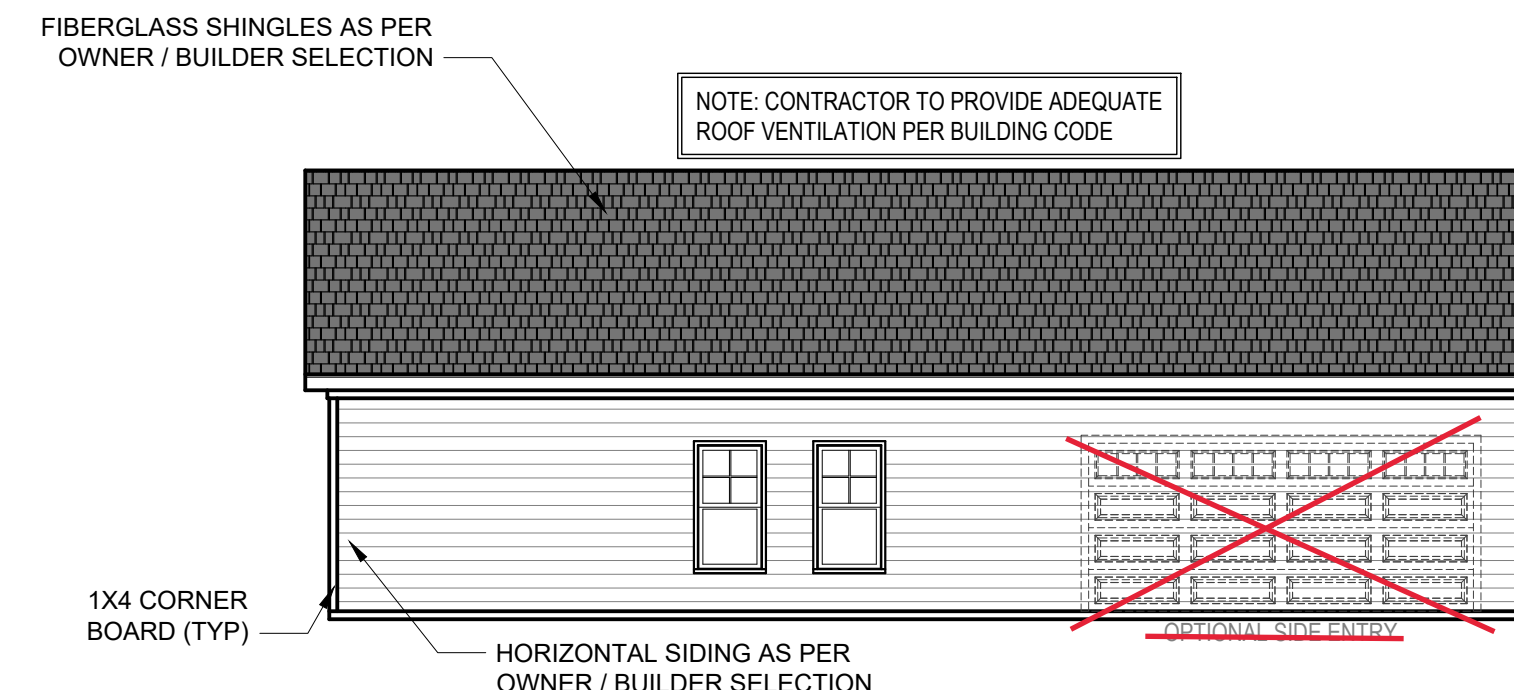 FIBERGLASS SHINGLES AS PER
OWNER / BUILDER SELECTION
NOTE: CONTRACTOR TO PROVIDE ADEQUATE
ROOF VENTILATION PER BUILDING CODE
1X4 CORNER
BOARD (TYP)
OPTIONAL SIDE ENTRY
HORIZONTAL SIDING AS PER
OWNER / BUILDER SELECTION